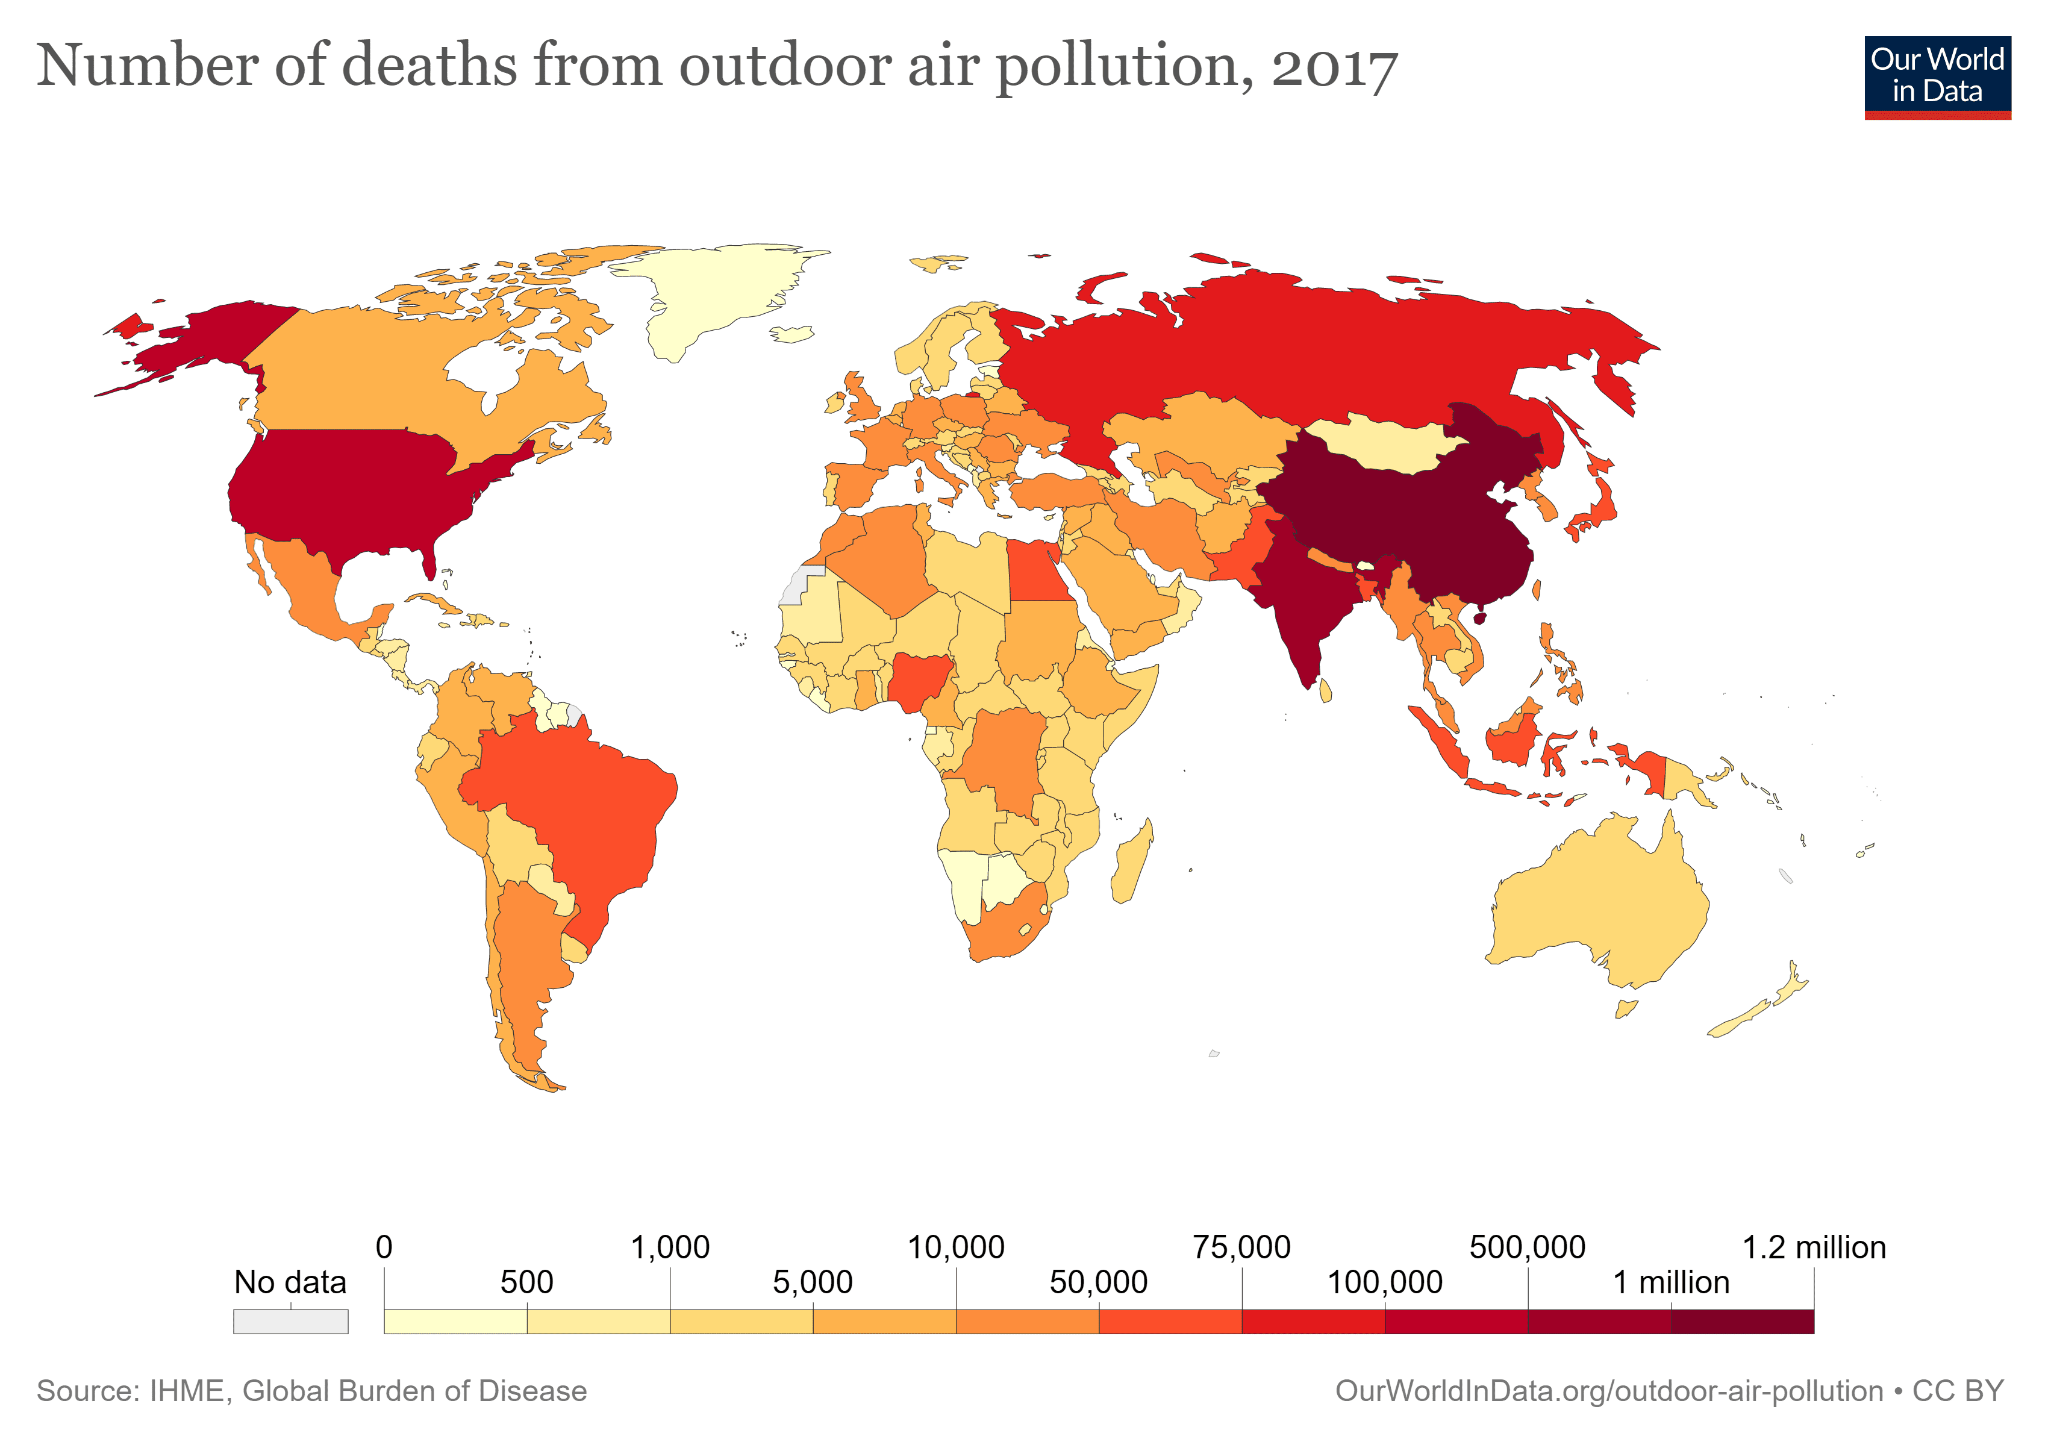 Number of deaths from outdoor air pollution, 2017
Our World
in Data
0 1,000 10,000 75,000 500,000 1.2 million
No data 500 5,000 50,000 100,000 1 million
Source: IHME, Global Burden of Disease
OurWorldInData.org/outdoor-air-pollution • CC BY